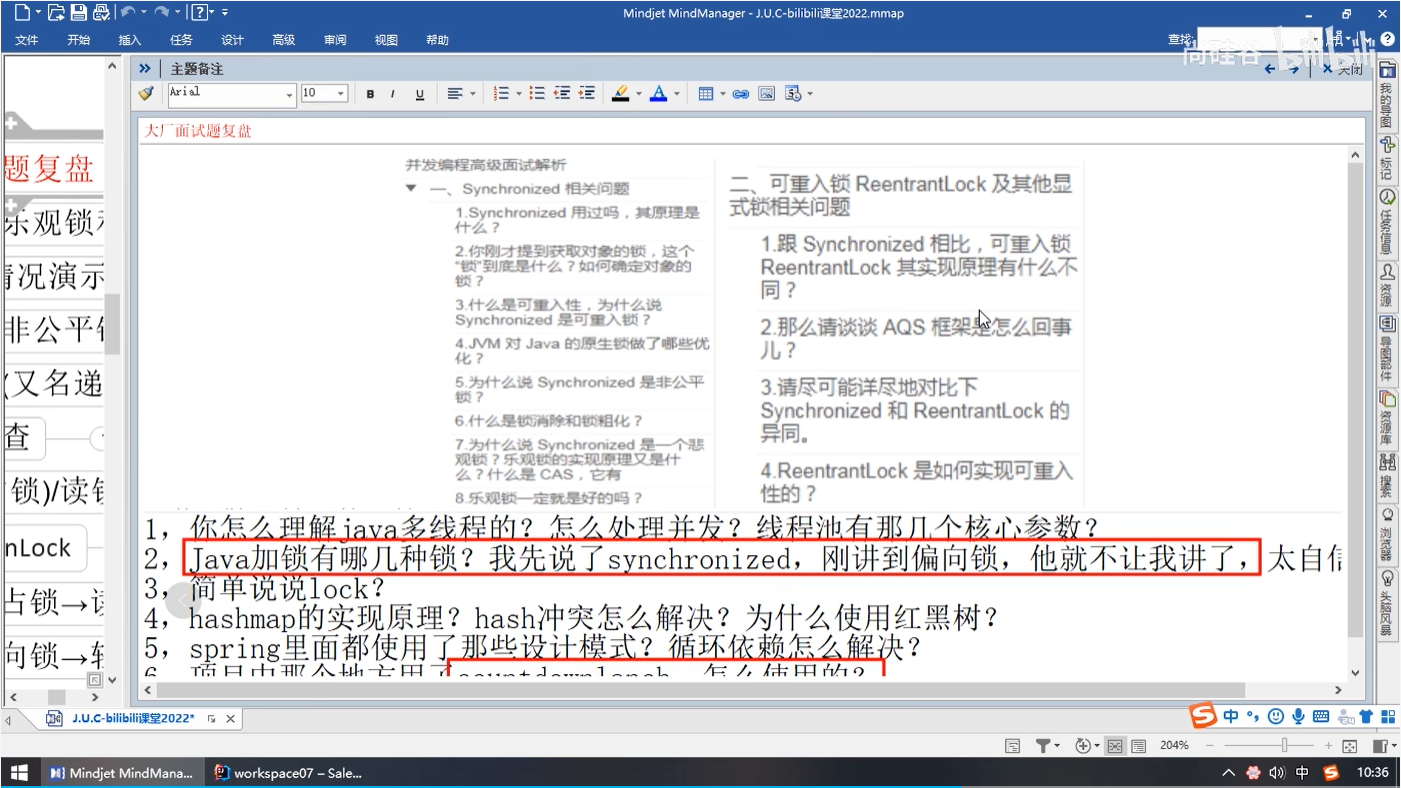 Mindjet MindManager - J.U.C-bilibili课堂2022.mmap
文件 开始 插入 任务 设计 高级 审阅 视图 帮助
查找
尚硅谷 bilibili
主题备注
关闭
Arial 10 B I U
大厂面试题复盘
题复盘
乐观锁
情况演示
非公平
(又名递
查
锁)/读
nLock
占锁→
向锁→
并发编程高级面试解析
一、Synchronized 相关问题
1.Synchronized 用过吗，其原理是
什么？
2.你刚才提到获取对象的锁，这个
“锁”到底是什么？如何确定对象的
锁？
3.什么是可重入性，为什么说
Synchronized 是可重入锁？
4.JVM 对 Java 的原生锁做了哪些优
化？
5.为什么说 Synchronized 是非公平
锁？
6.什么是锁消除和锁粗化？
7.为什么说 Synchronized 是一个悲
观锁？乐观锁的实现原理又是什
么？什么是 CAS，它有
8.乐观锁一定就是好的吗？
二、可重入锁 ReentrantLock 及其他显
式锁相关问题
1.跟 Synchronized 相比，可重入锁
ReentrantLock 其实现原理有什么不
同？
2.那么请谈谈 AQS 框架是怎么回事
儿？
3.请尽可能详尽地对比下
Synchronized 和 ReentrantLock 的
异同。
4.ReentrantLock 是如何实现可重入
性的？
1，你怎么理解java多线程的？怎么处理并发？线程池有那几个核心参数？
2，Java加锁有哪几种锁？我先说了synchronized，刚讲到偏向锁，他就不让我讲了，太自信
3，简单说说lock？
4，hashmap的实现原理？hash冲突怎么解决？为什么使用红黑树？
5，spring里面都使用了那些设计模式？循环依赖怎么解决？
6，项目中那个地方用了countdownlanch，怎么使用的？
我的导图
标记
任务信息
资源
导图部件
资源库
搜索
浏览器
头脑风暴
J.U.C-bilibili课堂2022*
中
204%
Mindjet MindMana...
workspace07 – Sale...
中
10:36